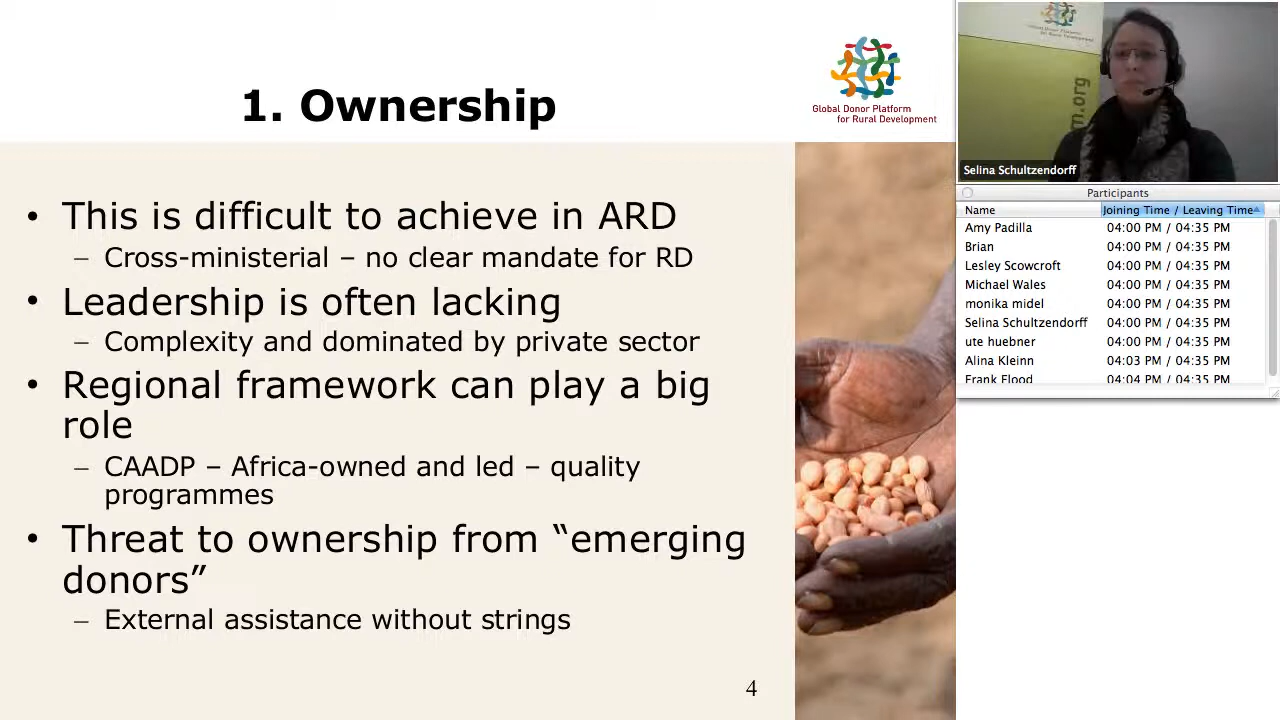 1. Ownership
Global Donor Platform
for Rural Development
• This is difficult to achieve in ARD
– Cross-ministerial – no clear mandate for RD
• Leadership is often lacking
– Complexity and dominated by private sector
• Regional framework can play a big
role
– CAADP – Africa-owned and led – quality
programmes
• Threat to ownership from “emerging
donors”
– External assistance without strings
4
Global Donor Platform
for Rural Development
m.org
Selina Schultzendorff
Participants
Name Joining Time / Leaving Time
Amy Padilla 04:00 PM / 04:35 PM
Brian 04:00 PM / 04:35 PM
Lesley Scowcroft 04:00 PM / 04:35 PM
Michael Wales 04:00 PM / 04:35 PM
monika midel 04:00 PM / 04:35 PM
Selina Schultzendorff 04:00 PM / 04:35 PM
ute huebner 04:00 PM / 04:35 PM
Alina Kleinn 04:03 PM / 04:35 PM
Frank Flood 04:04 PM / 04:35 PM